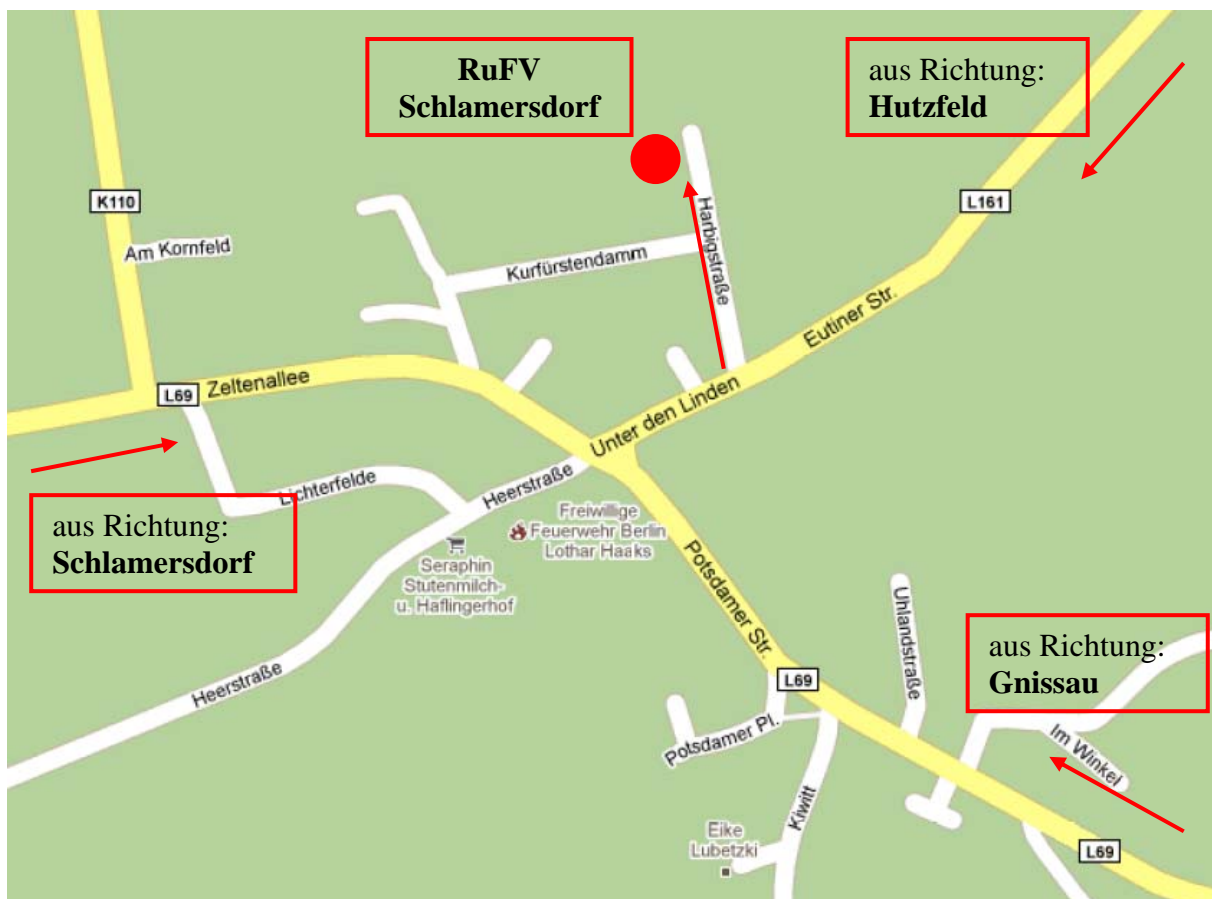 RuFV
Schlamersdorf
aus Richtung:
Hutzfeld
K110
L161
Am Kornfeld
Harbigstraße
Kurfürstendamm
Eutiner Str.
L69
Zeltenallee
Unter den Linden
Lichterfelde
Heerstraße
aus Richtung:
Schlamersdorf
Freiwillige
Feuerwehr Berlin
Lothar Haaks
Seraphin
Stutenmilch-
u. Haflingerhof
Potsdamer Str.
Uhlandstraße
aus Richtung:
Gnissau
Heerstraße
L69
Potsdamer Pl.
Im Winkel
Kiwitt
Eike
Lubetzki
L69